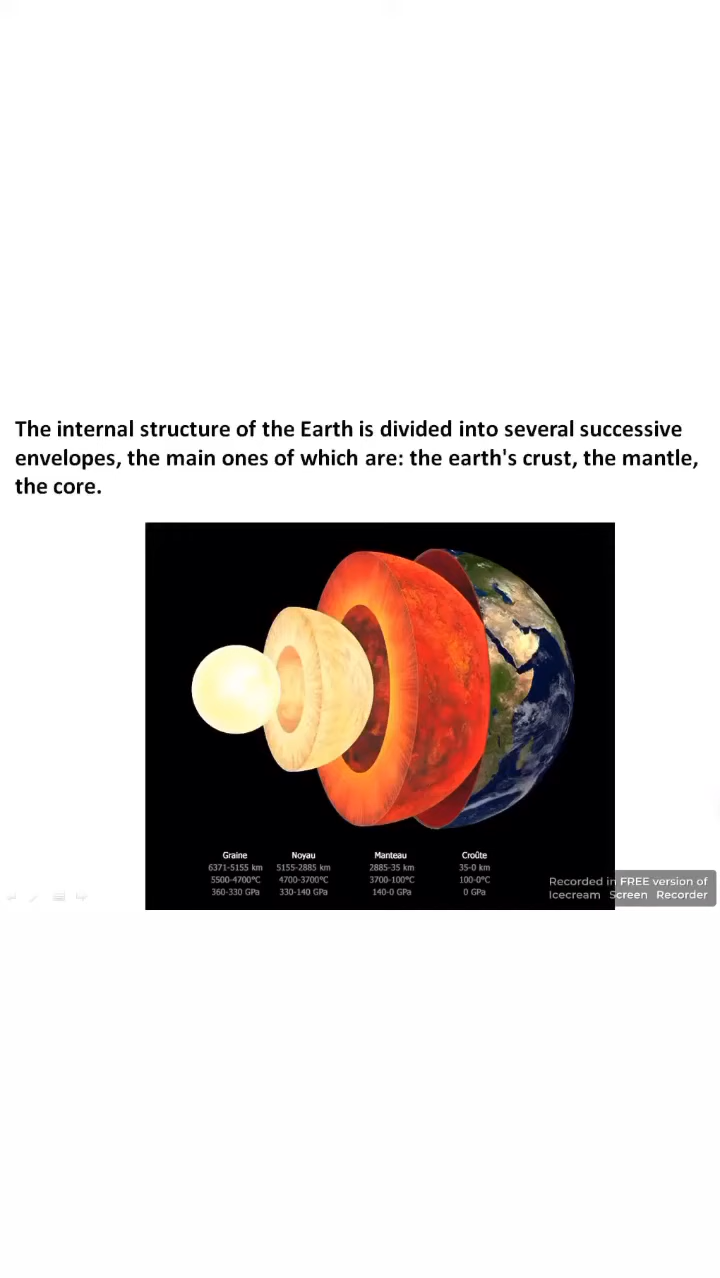 The internal structure of the Earth is divided into several successive
envelopes, the main ones of which are: the earth's crust, the mantle,
the core.
Graine Noyau Manteau Croûte
6371-5155 km 5155-2885 km 2885-35 km 35-0 km
5500-4700°C 4700-3700°C 3700-100°C 100-0°C
360-330 GPa 330-140 GPa 140-0 GPa 0 GPa
Recorded in FREE version of
Icecream Screen Recorder